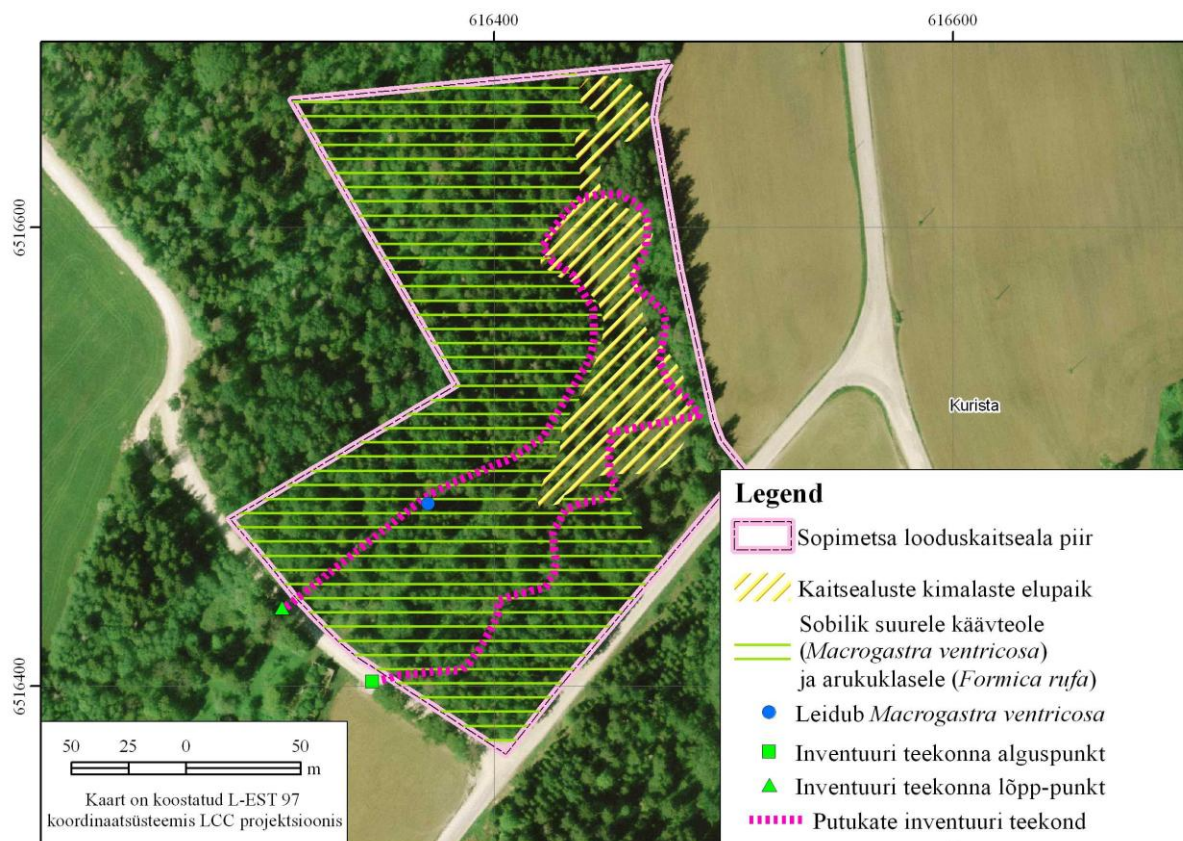 616400
616600
6516600
6516400
Kurista
Legend
Sopimetsa looduskaitseala piir
Kaitsealuste kimalaste elupaik
Sobilik suurele käävteole
(Macrogastra ventricosa)
ja arukuklasele (Formica rufa)
Leidub Macrogastra ventricosa
Inventuuri teekonna alguspunkt
Inventuuri teekonna lõpp-punkt
Putukate inventuuri teekond
50 25 0 50
m
Kaart on koostatud L-EST 97
koordinaatsüsteemis LCC projektsioonis